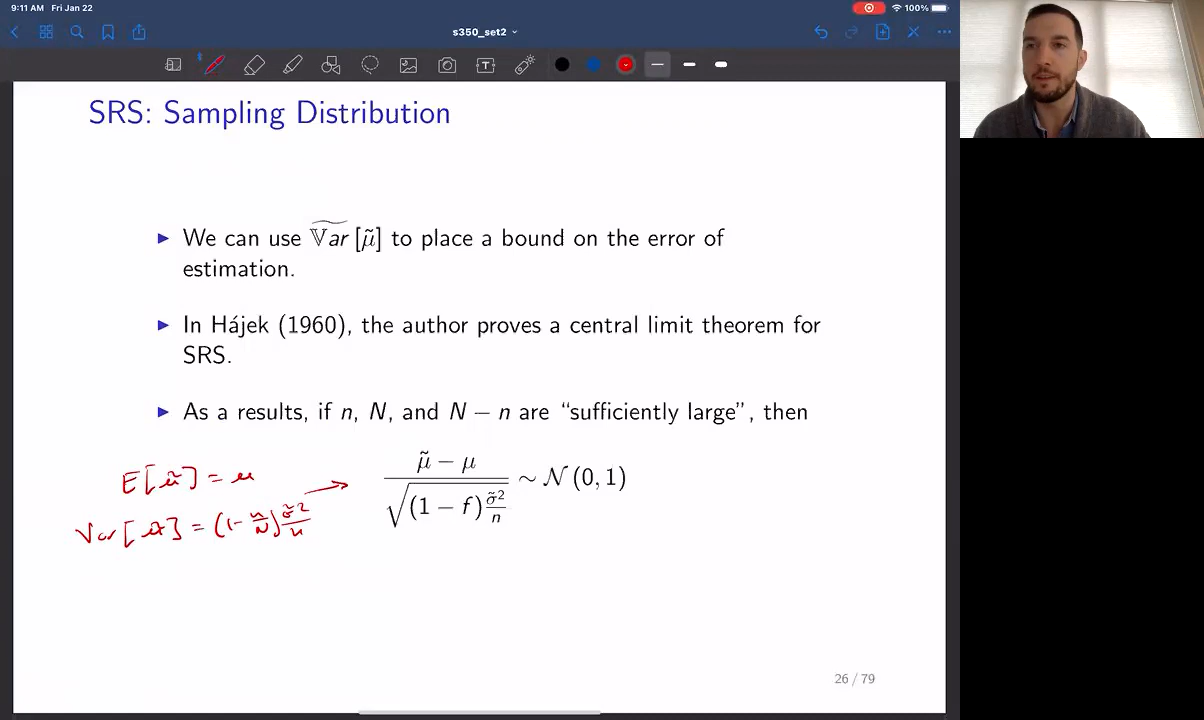 9:11 AM Fri Jan 22
100%
s350_set2
SRS: Sampling Distribution
▶ We can use \widetilde{𝕍ar} [μ̃] to place a bound on the error of
estimation.
▶ In Hájek (1960), the author proves a central limit theorem for
SRS.
▶ As a results, if n, N, and N − n are “sufficiently large”, then
E[μ̃] = μ
Var[μ̃] = (1 - n/N) σ̃²/n
(μ̃ − μ) / √((1 − f) σ̃²/n) ∼ 𝒩 (0, 1)
26 / 79